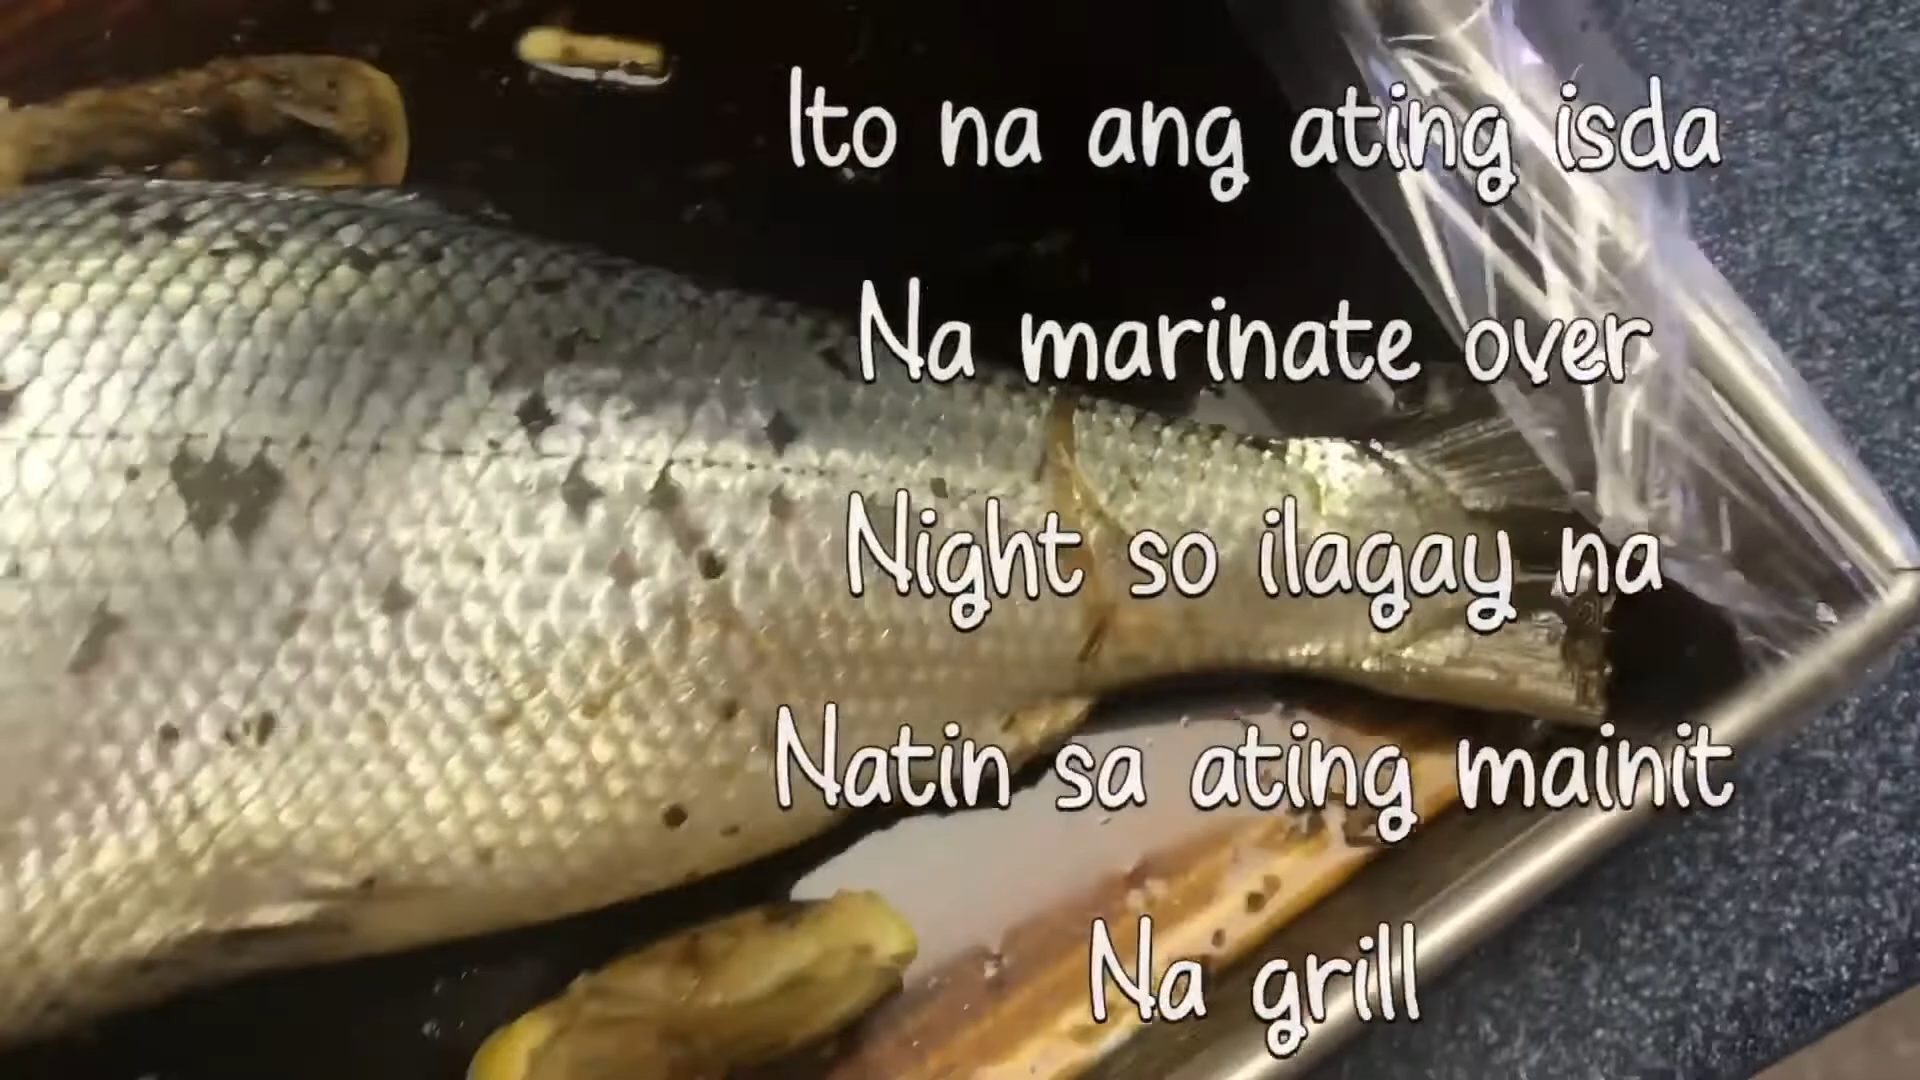 Ito na ang ating isda
Na marinate over
Night so ilagay na
Natin sa ating mainit
Na grill